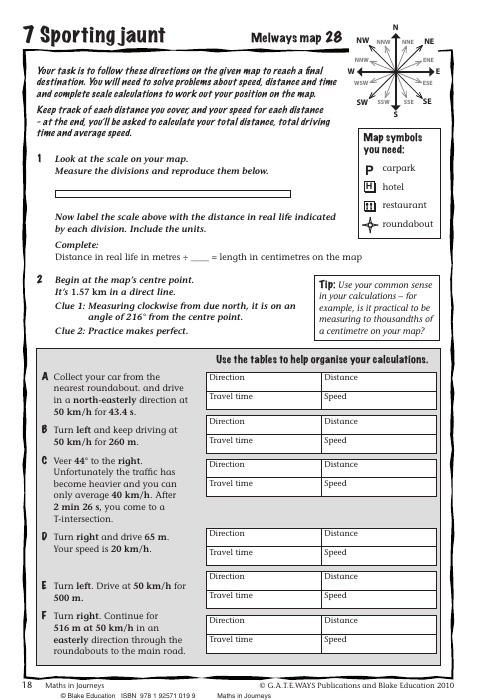 7 Sporting jaunt
Melways map 28
N
NNW NNE
NW NE
NNW ENE
W E
WSW ESE
SW SSW SSE SE
S
Your task is to follow these directions on the given map to reach a final
destination. You will need to solve problems about speed, distance and time
and complete scale calculations to work out your position on the map.
Keep track of each distance you cover, and your speed for each distance
- at the end, you'll be asked to calculate your total distance, total driving
time and average speed.
Map symbols
you need:
P carpark
H hotel
restaurant
roundabout
1 Look at the scale on your map.
Measure the divisions and reproduce them below.
Now label the scale above with the distance in real life indicated
by each division. Include the units.
Complete:
Distance in real life in metres ÷ ____ = length in centimetres on the map
2 Begin at the map's centre point.
It's 1.57 km in a direct line.
Clue 1: Measuring clockwise from due north, it is on an
angle of 216° from the centre point.
Clue 2: Practice makes perfect.
Tip: Use your common sense
in your calculations – for
example, is it practical to be
measuring to thousandths of
a centimetre on your map?
Use the tables to help organise your calculations.
A Collect your car from the
nearest roundabout. and drive
in a north-easterly direction at
50 km/h for 43.4 s.
Direction Distance
Travel time Speed
B Turn left and keep driving at
50 km/h for 260 m.
Direction Distance
Travel time Speed
C Veer 44° to the right.
Unfortunately the traffic has
become heavier and you can
only average 40 km/h. After
2 min 26 s, you come to a
T-intersection.
Direction Distance
Travel time Speed
D Turn right and drive 65 m.
Your speed is 20 km/h.
Direction Distance
Travel time Speed
E Turn left. Drive at 50 km/h for
500 m.
Direction Distance
Travel time Speed
F Turn right. Continue for
516 m at 50 km/h in an
easterly direction through the
roundabouts to the main road.
Direction Distance
Travel time Speed
18 Maths in Journeys
© G.A.T.E.WAYS Publications and Blake Education 2010
© Blake Education ISBN 978 1 92571 019 9 Maths in Journeys